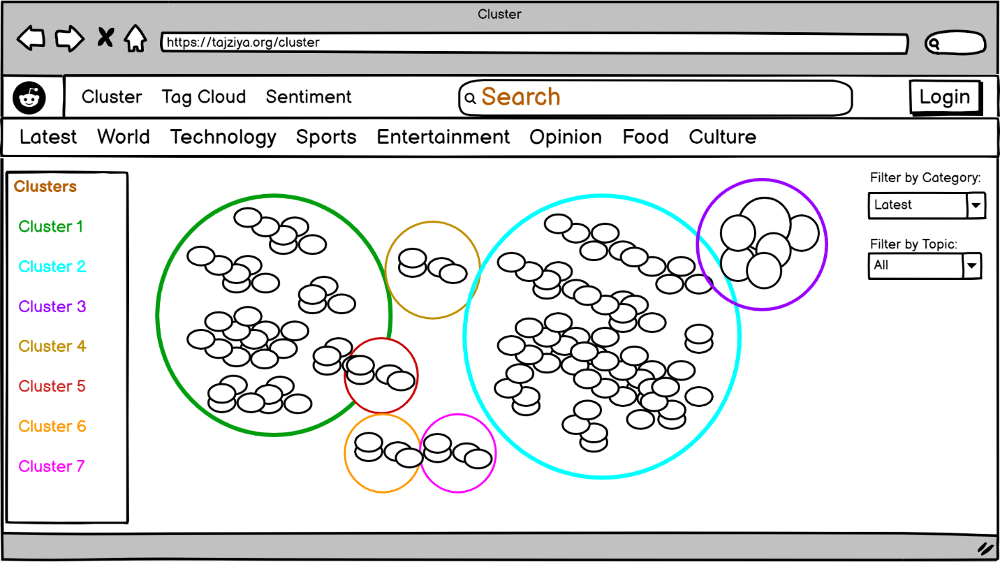 Cluster
https://tajziya.org/cluster
Cluster Tag Cloud Sentiment Search Login
Latest World Technology Sports Entertainment Opinion Food Culture
Clusters
Cluster 1
Cluster 2
Cluster 3
Cluster 4
Cluster 5
Cluster 6
Cluster 7
Filter by Category:
Latest
Filter by Topic:
All